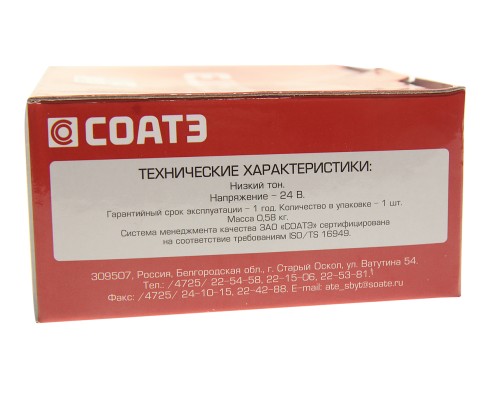 СОАТЭ
ТЕХНИЧЕСКИЕ ХАРАКТЕРИСТИКИ:
Низкий тон.
Напряжение – 24 В.
Гарантийный срок эксплуатации – 1 год. Количество в упаковке – 1 шт.
Масса 0,58 кг.
Система менеджмента качества ЗАО «СОАТЭ» сертифицирована
на соответствие требованиям ISO/TS 16949.
309507, Россия, Белгородская обл., г. Старый Оскол, ул. Ватутина 54.
Тел.: /4725/ 22-54-58, 22-15-06, 22-53-81,
Факс: /4725/ 24-10-15, 22-42-88. E-mail: ate_sbyt@soate.ru